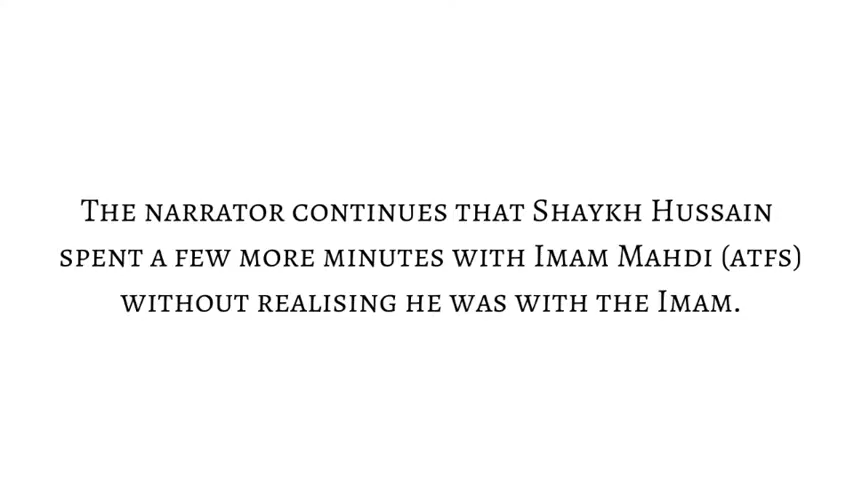 The narrator continues that Shaykh Hussain
spent a few more minutes with Imam Mahdi (atfs)
without realising he was with the Imam.